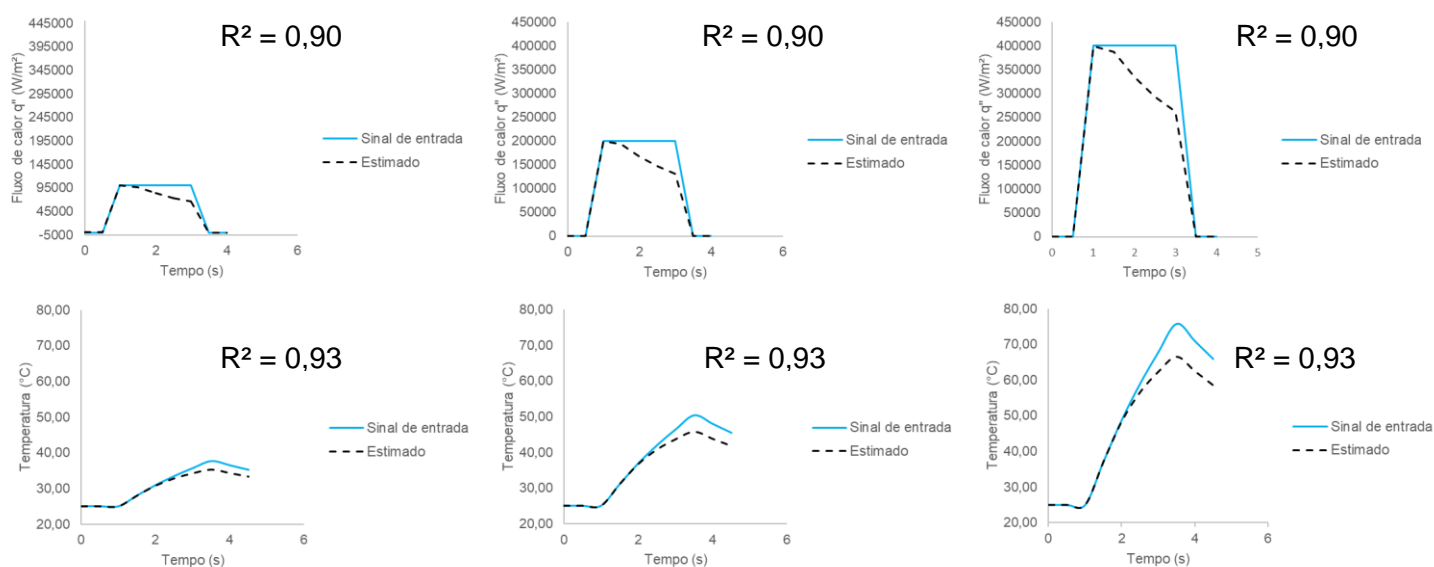 R² = 0,90
Fluxo de calor q" (W/m²)
445000
395000
345000
295000
245000
195000
145000
95000
45000
-5000
0 2 4 6
Tempo (s)
Sinal de entrada
Estimado
R² = 0,90
Fluxo de calor q" (W/m²)
450000
400000
350000
300000
250000
200000
150000
100000
50000
0
0 2 4 6
Tempo (s)
Sinal de entrada
Estimado
R² = 0,90
Fluxo de calor q" (W/m²)
450000
400000
350000
300000
250000
200000
150000
100000
50000
0
0 1 2 3 4 5
Tempo (s)
Sinal de entrada
Estimado
R² = 0,93
Temperatura (°C)
80,00
70,00
60,00
50,00
40,00
30,00
20,00
0 2 4 6
Tempo (s)
Sinal de entrada
Estimado
R² = 0,93
Temperatura (°C)
80,00
70,00
60,00
50,00
40,00
30,00
20,00
0 2 4 6
Tempo (s)
Sinal de entrada
Estimado
R² = 0,93
Temperatura (°C)
80,00
70,00
60,00
50,00
40,00
30,00
20,00
0 2 4 6
Tempo (s)
Sinal de entrada
Estimado